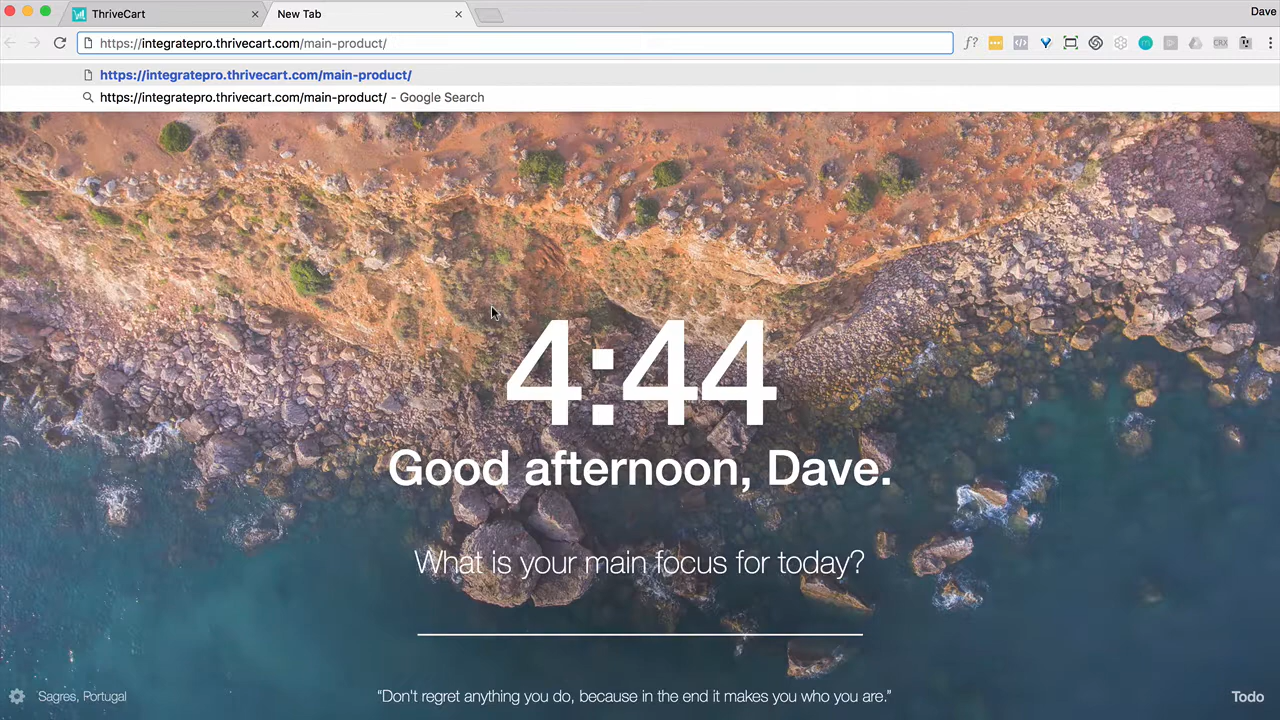 ThriveCart
New Tab
Dave
https://integratepro.thrivecart.com/main-product/
f?
CRX
https://integratepro.thrivecart.com/main-product/
https://integratepro.thrivecart.com/main-product/ - Google Search
4:44
Good afternoon, Dave.
What is your main focus for today?
Sagres, Portugal
“Don't regret anything you do, because in the end it makes you who you are.”
Todo